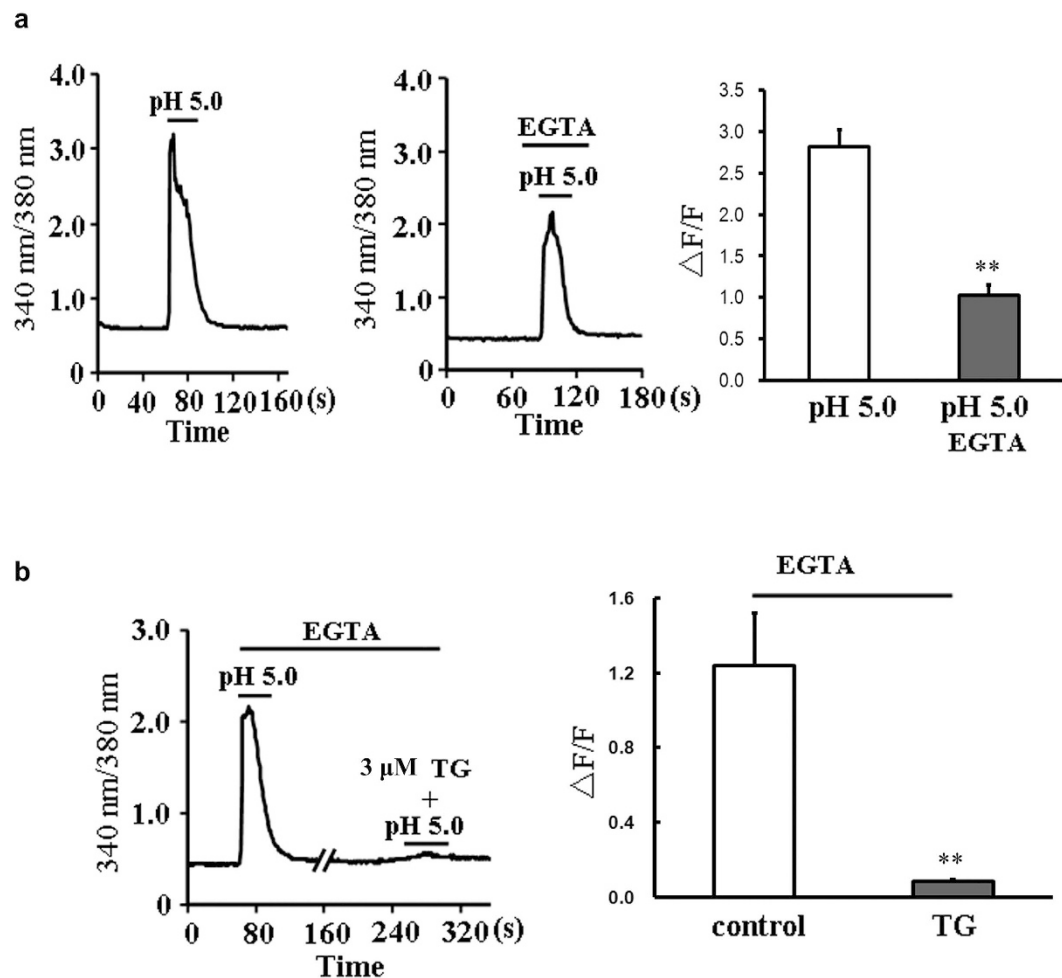 a
4.0
3.0
2.0
1.0
0
340 nm/380 nm
pH 5.0
0 40 80 120 160 (s)
Time
4.0
3.0
2.0
1.0
0
340 nm/380 nm
EGTA
pH 5.0
0 60 120 180 (s)
Time
3.5
3.0
2.5
2.0
1.5
1.0
0.5
0.0
△F/F
**
pH 5.0 pH 5.0
EGTA
b
3.0
2.0
1.0
0
340 nm/380 nm
EGTA
pH 5.0
3 μM TG
+
pH 5.0
0 80 160 240 320 (s)
Time
EGTA
1.6
1.2
0.8
0.4
0.0
△F/F
**
control TG